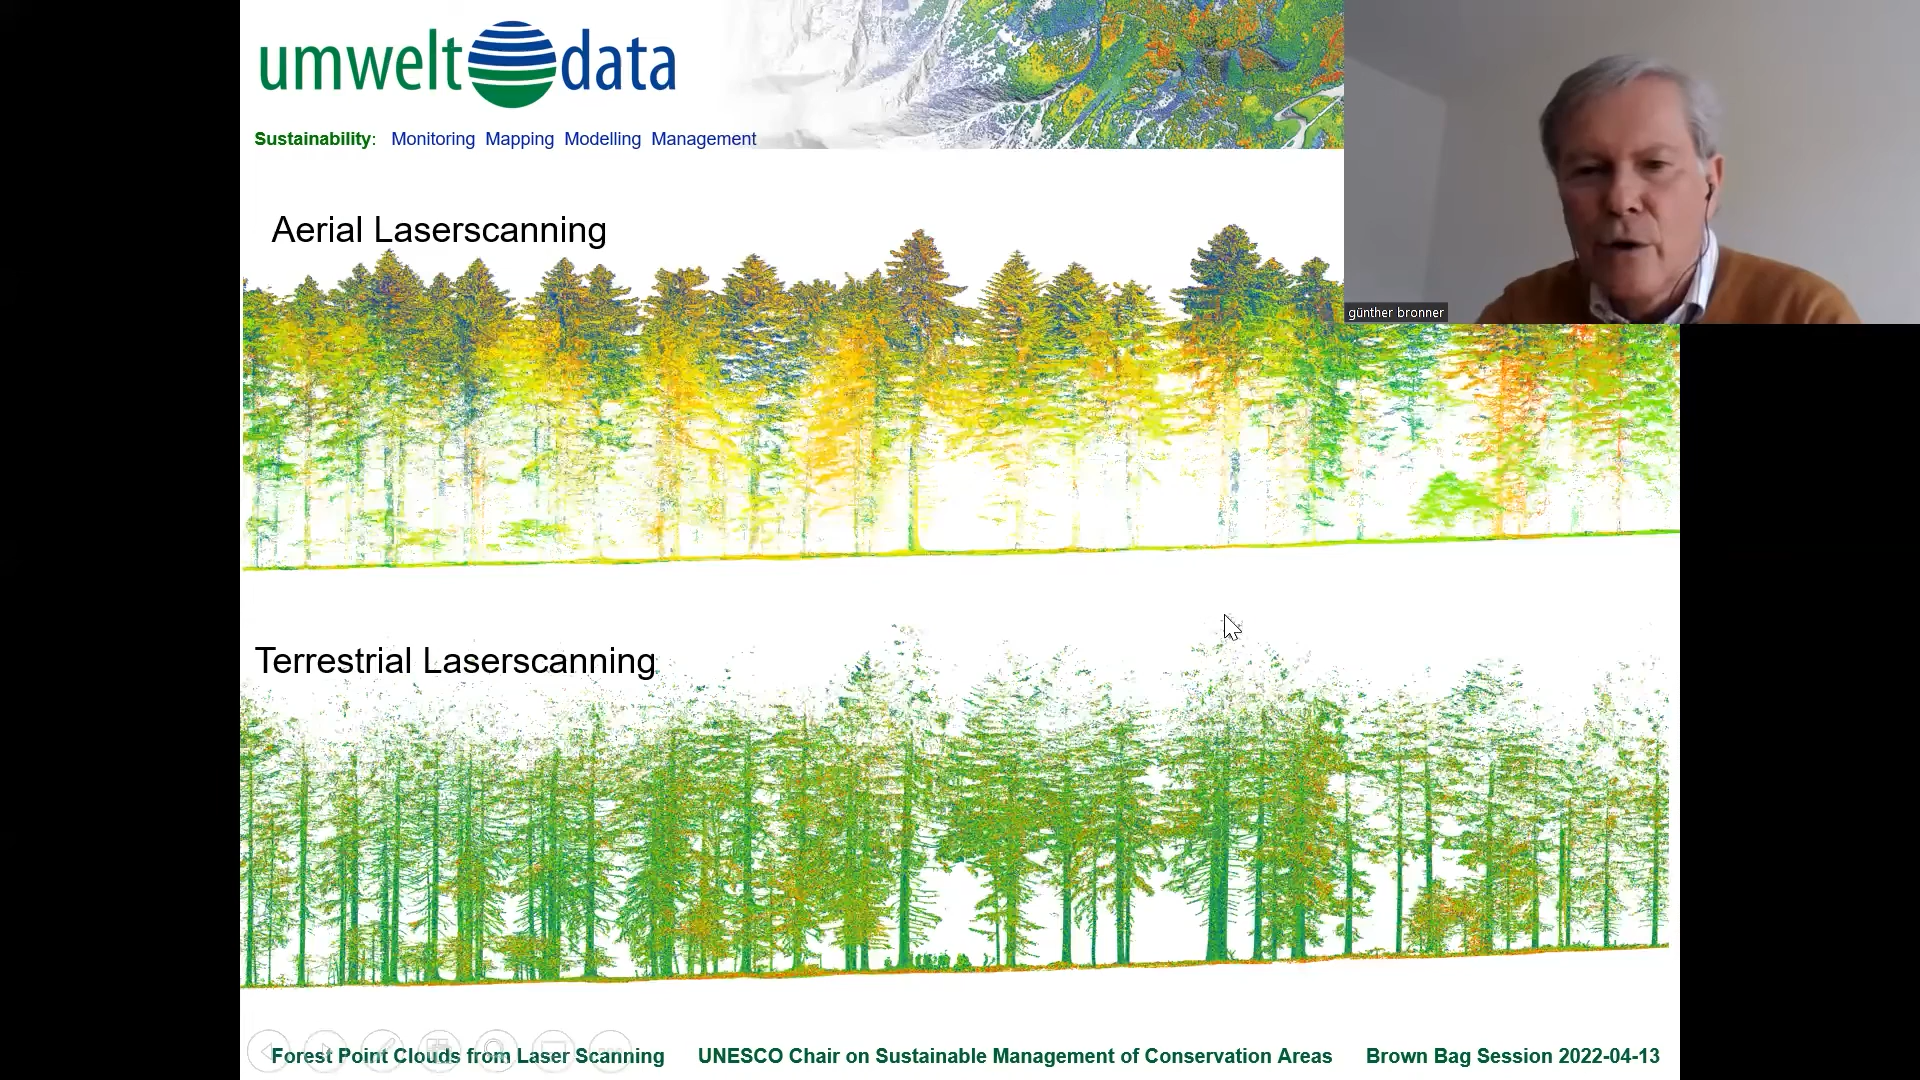 umwelt data
Sustainability: Monitoring Mapping Modelling Management
günther bronner
Aerial Laserscanning
Terrestrial Laserscanning
Forest Point Clouds from Laser Scanning UNESCO Chair on Sustainable Management of Conservation Areas Brown Bag Session 2022-04-13